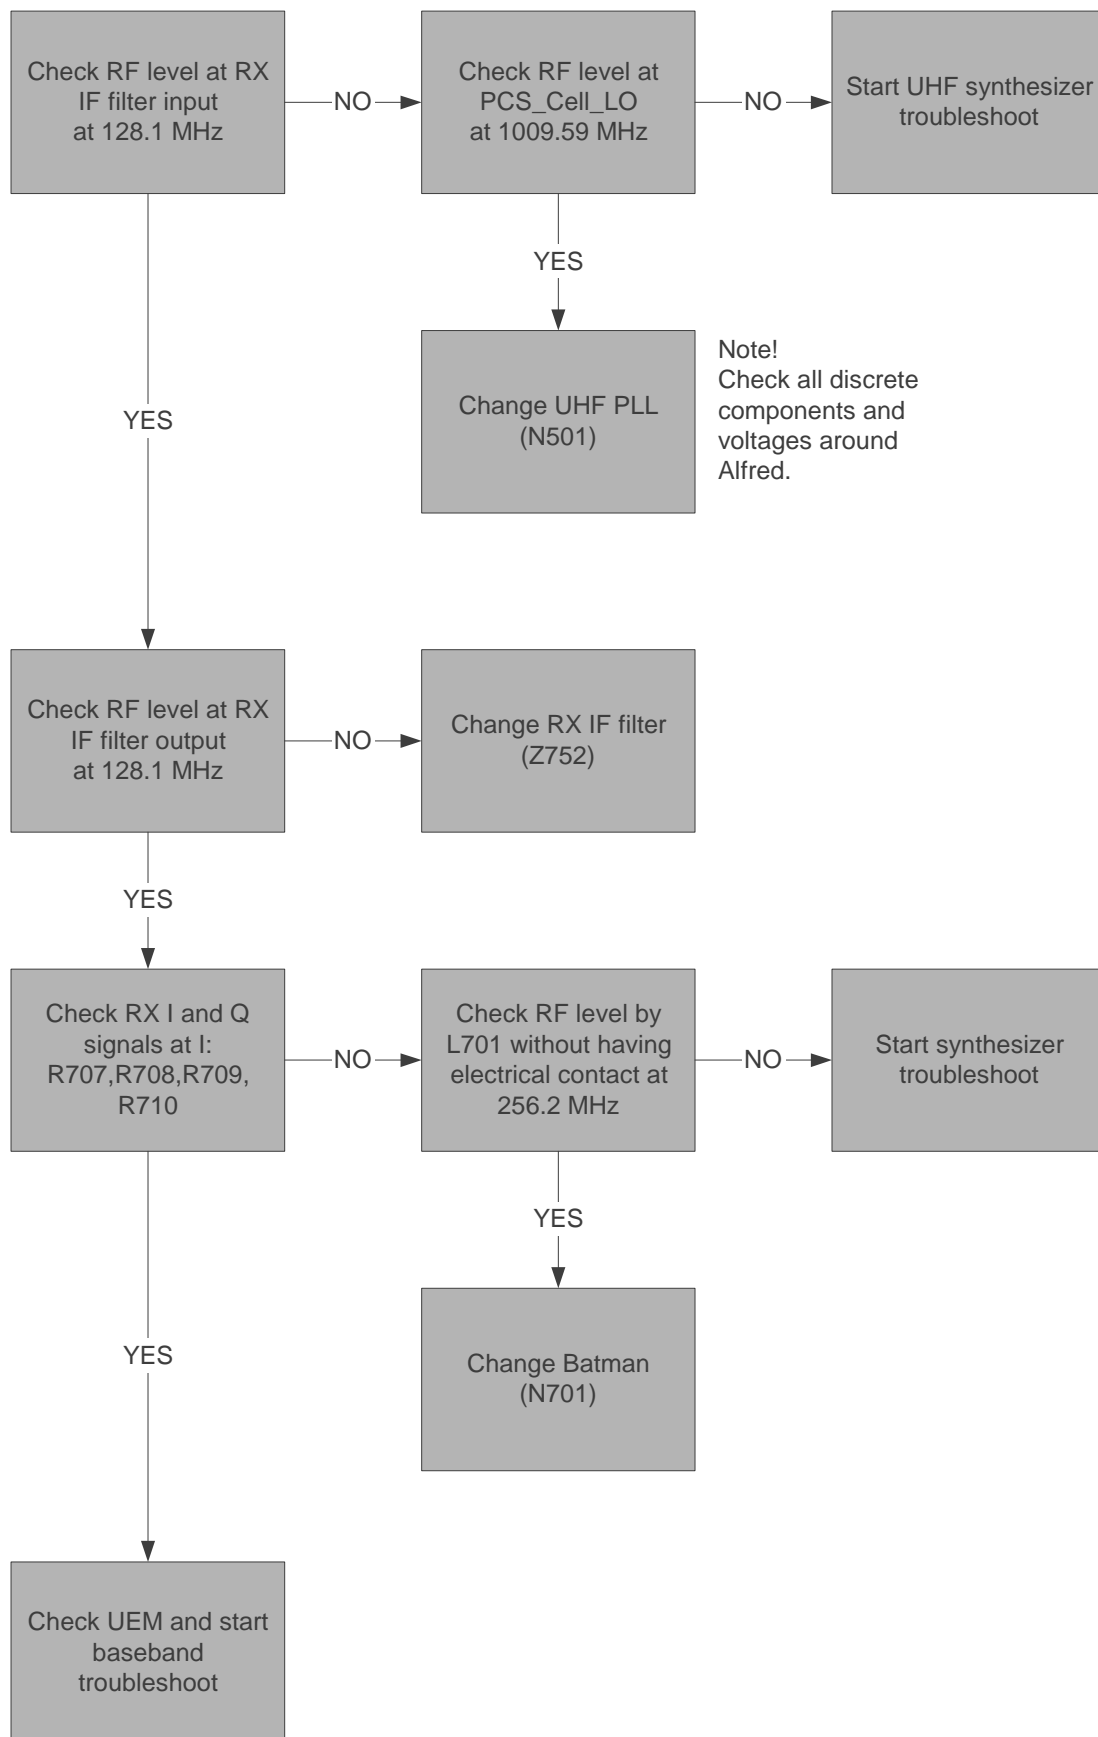 Check RF level at RX
IF filter input
at 128.1 MHz
NO
Check RF level at
PCS_Cell_LO
at 1009.59 MHz
NO
Start UHF synthesizer
troubleshoot
YES
Change UHF PLL
(N501)
Note!
Check all discrete
components and
voltages around
Alfred.
YES
Check RF level at RX
IF filter output
at 128.1 MHz
NO
Change RX IF filter
(Z752)
YES
Check RX I and Q
signals at I:
R707,R708,R709,
R710
NO
Check RF level by
L701 without having
electrical contact at
256.2 MHz
NO
Start synthesizer
troubleshoot
YES
Change Batman
(N701)
YES
Check UEM and start
baseband
troubleshoot